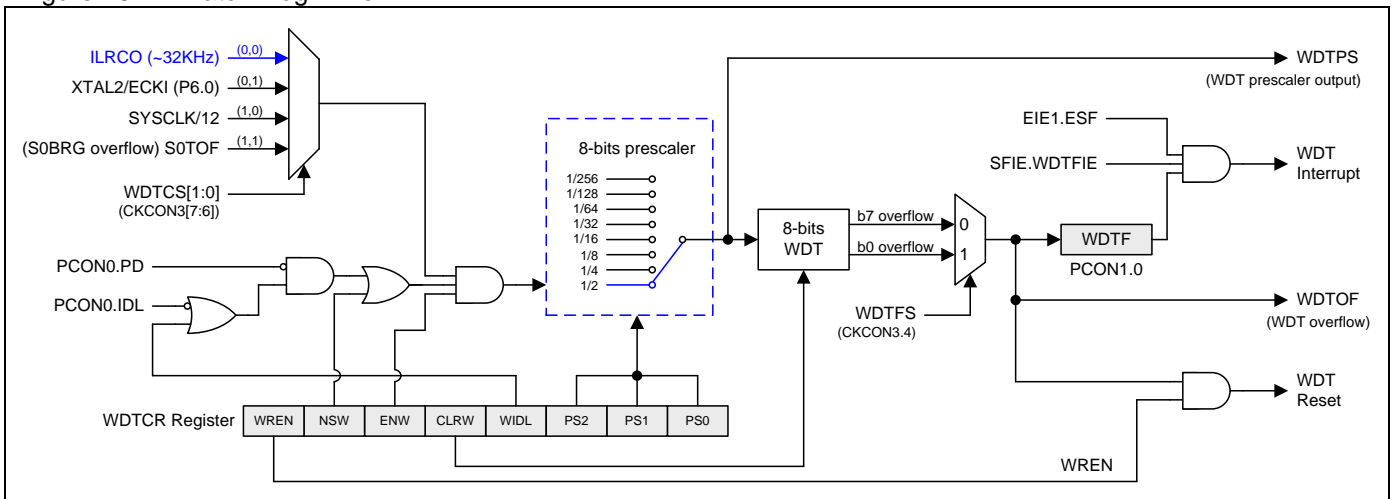 Figure
ILRCO (~32KHz)
(0,0)
XTAL2/ECKI (P6.0)
(0,1)
SYSCLK/12
(1,0)
(S0BRG overflow) S0TOF
(1,1)
WDTCS[1:0]
(CKCON3[7:6])
PCON0.PD
PCON0.IDL
8-bits prescaler
1/256
1/128
1/64
1/32
1/16
1/8
1/4
1/2
8-bits
WDT
b7 overflow
b0 overflow
0
1
WDTFS
(CKCON3.4)
WDTPS
(WDT prescaler output)
EIE1.ESF
SFIE.WDTFIE
WDT
Interrupt
WDTF
PCON1.0
WDTOF
(WDT overflow)
WDT
Reset
WDTCR Register
WREN
NSW
ENW
CLRW
WIDL
PS2
PS1
PS0
WREN